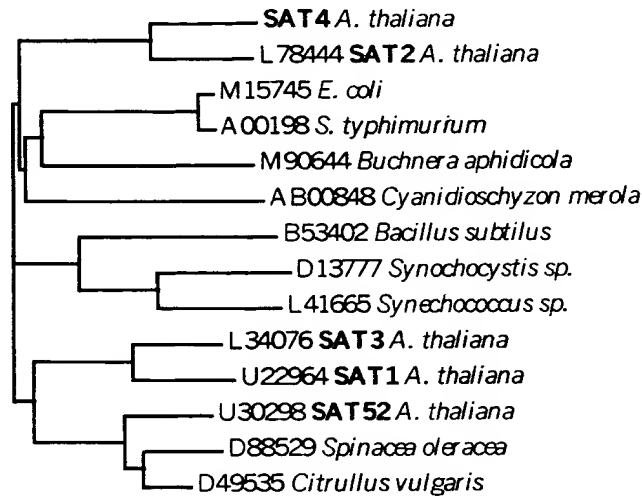 SAT4 A. thaliana
L78444 SAT2 A. thaliana
M15745 E. coli
A00198 S. typhimurium
M90644 Buchnera aphidicola
AB00848 Cyanidioschyzon merola
B53402 Bacillus subtilus
D13777 Synochocystis sp.
L41665 Synechococcus sp.
L34076 SAT3 A. thaliana
U22964 SAT1 A. thaliana
U30298 SAT52 A. thaliana
D88529 Spinacea oleracea
D49535 Citrullus vulgaris